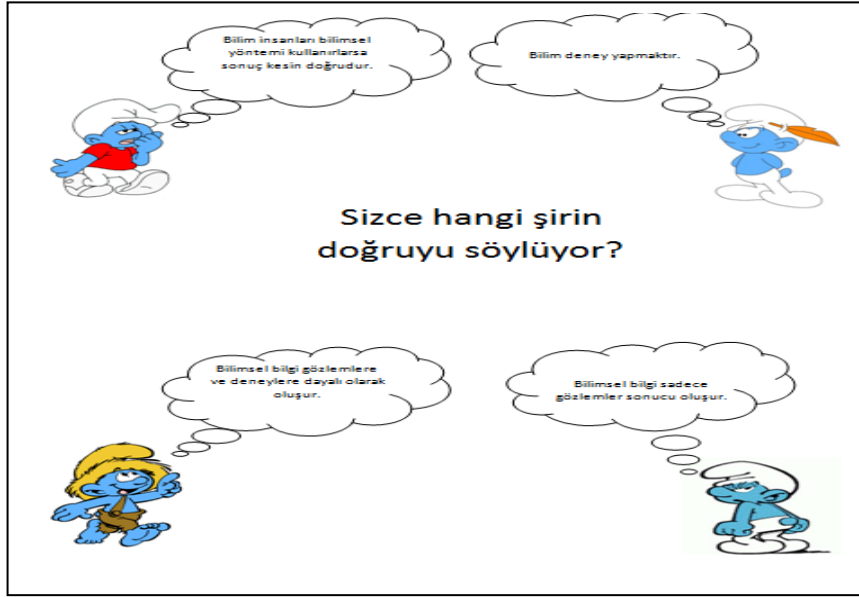 Bilim insanları bilimsel
yöntemi kullanırlarsa
sonuç kesin doğrudur.
Bilim deney yapmaktır.
Sizce hangi şirin
doğruyu söylüyor?
Bilimsel bilgi gözlemlere
ve deneylere dayalı olarak
oluşur.
Bilimsel bilgi sadece
gözlemler sonucu oluşur.